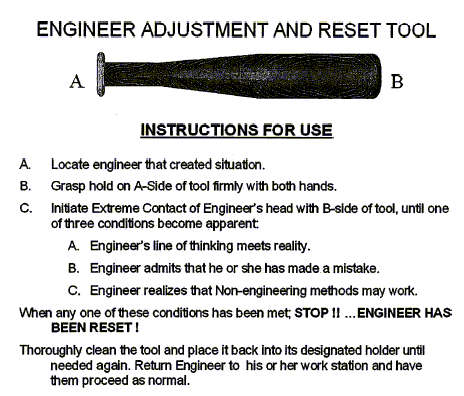 ENGINEER ADJUSTMENT AND RESET TOOL
A B
INSTRUCTIONS FOR USE
A. Locate engineer that created situation.
B. Grasp hold on A-Side of tool firmly with both hands.
C. Initiate Extreme Contact of Engineer's head with B-side of tool, until one
of three conditions become apparent:
A. Engineer's line of thinking meets reality.
B. Engineer admits that he or she has made a mistake.
C. Engineer realizes that Non-engineering methods may work.
When any one of these conditions has been met; STOP !! ...ENGINEER HAS
BEEN RESET !
Thoroughly clean the tool and place it back into its designated holder until
needed again. Return Engineer to his or her work station and have
them proceed as normal.